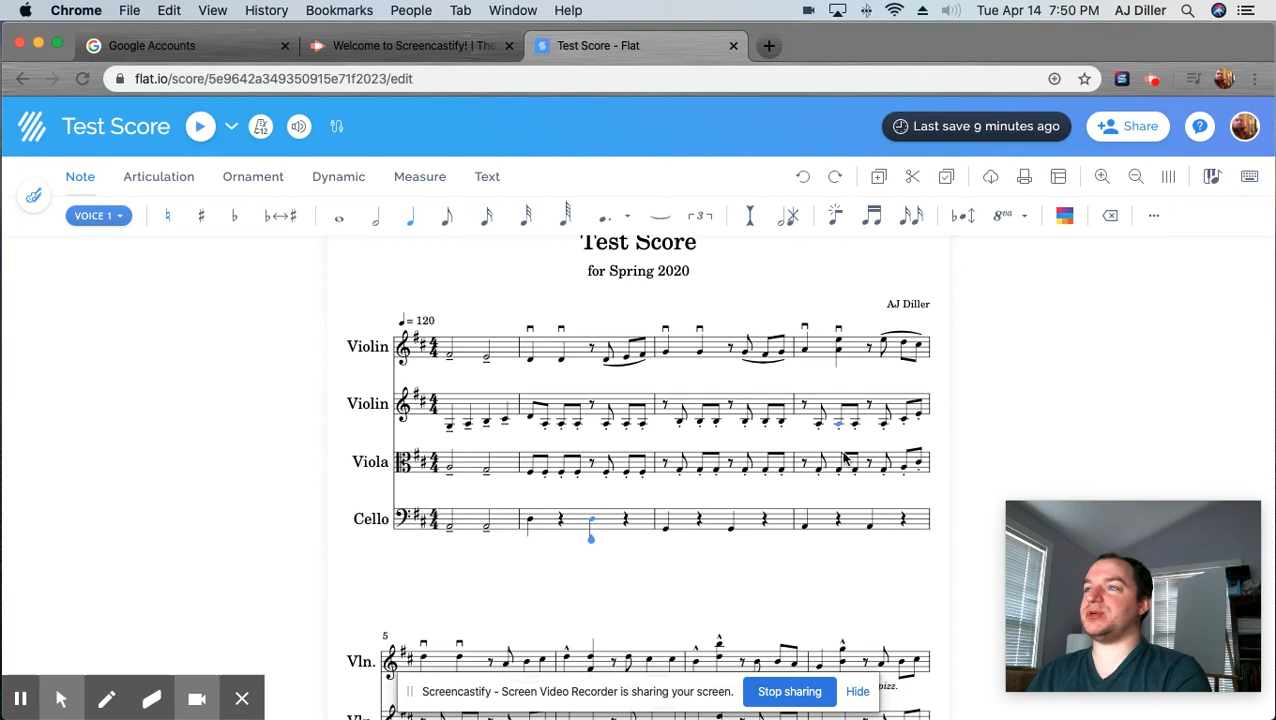 Chrome File Edit View History Bookmarks People Tab Window Help Tue Apr 14 7:50 PM AJ Diller
Google Accounts Welcome to Screencastify! | The Test Score - Flat
flat.io/score/5e9642a349350915e71f2023/edit
Test Score Last save 9 minutes ago Share
Note Articulation Ornament Dynamic Measure Text
VOICE 1 3 8va
Test Score
for Spring 2020
AJ Diller
= 120
Violin
Violin
Viola
Cello
5
Vln.
pizz.
Screencastify - Screen Video Recorder is sharing your screen. Stop sharing Hide